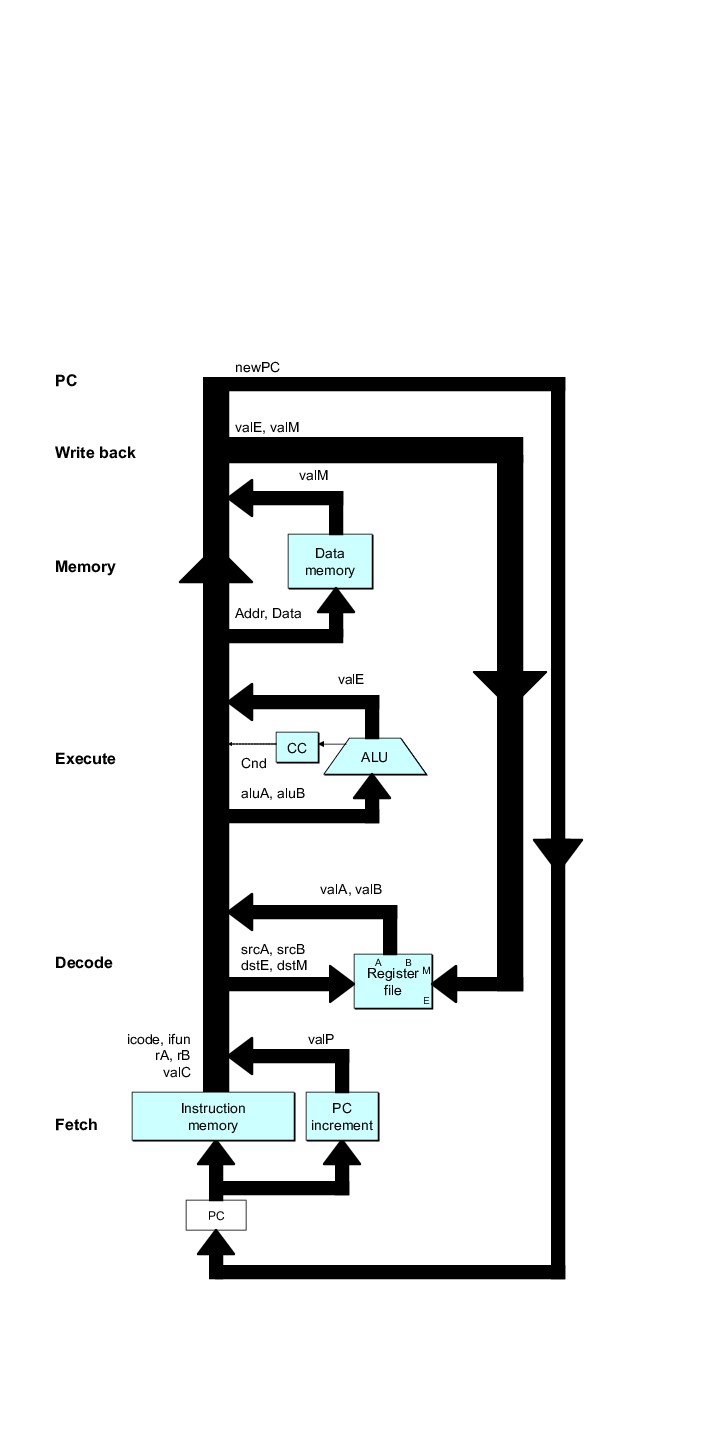 newPC
PC
valE, valM
Write back
valM
Data
memory
Memory
Addr, Data
valE
CC
ALU
Execute
Cnd
aluA, aluB
valA, valB
srcA, srcB
dstE, dstM
Decode
A B
Register M
file
E
icode, ifun
rA, rB
valC
valP
Instruction
memory
PC
increment
Fetch
PC